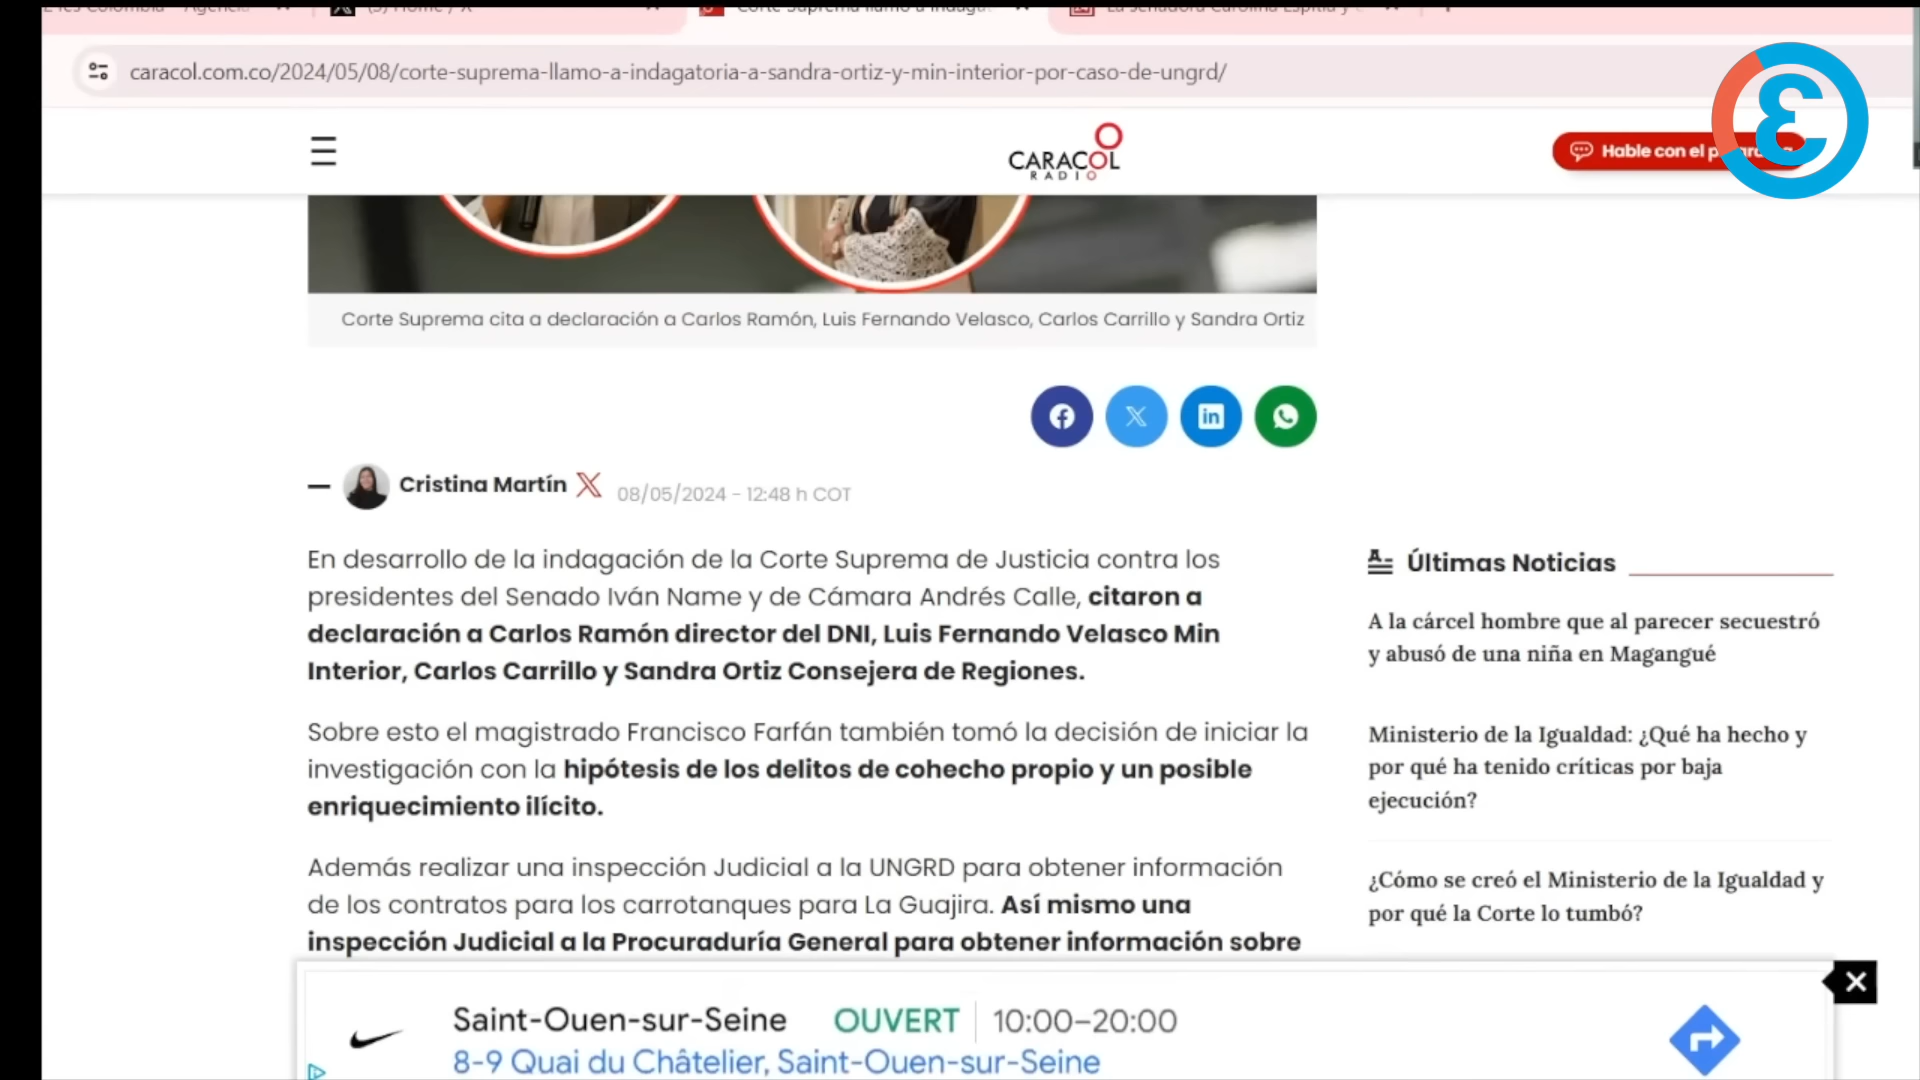 caracol.com.co/2024/05/08/corte-suprema-llamo-a-indagatoria-a-sandra-ortiz-y-min-interior-por-caso-de-ungrd/
CARACOL
RADIO
Hable con el
Corte Suprema cita a declaración a Carlos Ramón, Luis Fernando Velasco, Carlos Carrillo y Sandra Ortiz
Cristina Martín
08/05/2024 - 12:48 h COT
En desarrollo de la indagación de la Corte Suprema de Justicia contra los
presidentes del Senado Iván Name y de Cámara Andrés Calle, citaron a
declaración a Carlos Ramón director del DNI, Luis Fernando Velasco Min
Interior, Carlos Carrillo y Sandra Ortiz Consejera de Regiones.
Sobre esto el magistrado Francisco Farfán también tomó la decisión de iniciar la
investigación con la hipótesis de los delitos de cohecho propio y un posible
enriquecimiento ilícito.
Además realizar una inspección Judicial a la UNGRD para obtener información
de los contratos para los carrotanques para La Guajira. Así mismo una
inspección Judicial a la Procuraduría General para obtener información sobre
Últimas Noticias
A la cárcel hombre que al parecer secuestró
y abusó de una niña en Magangué
Ministerio de la Igualdad: ¿Qué ha hecho y
por qué ha tenido críticas por baja
ejecución?
¿Cómo se creó el Ministerio de la Igualdad y
por qué la Corte lo tumbó?
Saint-Ouen-sur-Seine OUVERT 10:00–20:00
8-9 Quai du Châtelier, Saint-Ouen-sur-Seine